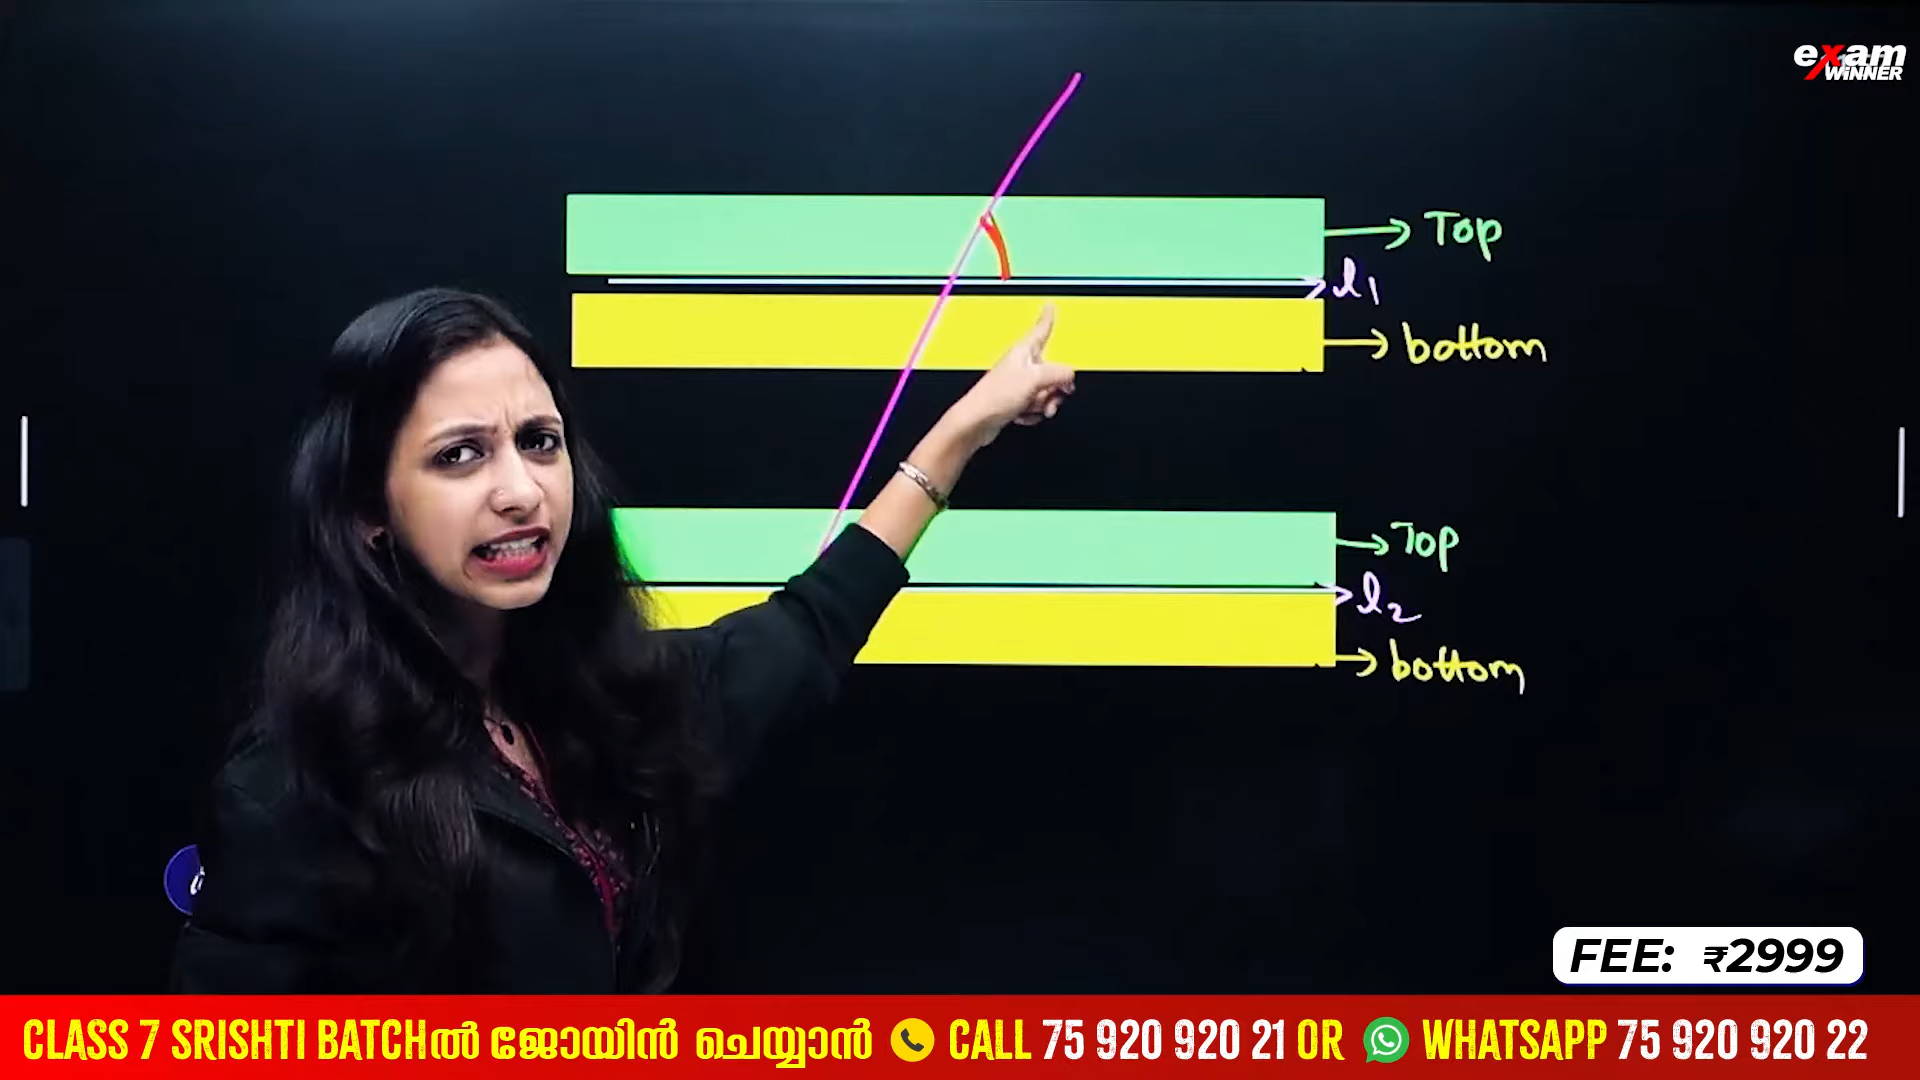 exam
WINNER
Top
l1
bottom
Top
l2
bottom
FEE: ₹2999
CLASS 7 SRISHTI BATCHൽ ജോയിൻ ചെയ്യാൻ CALL 75 920 920 21 OR WHATSAPP 75 920 920 22